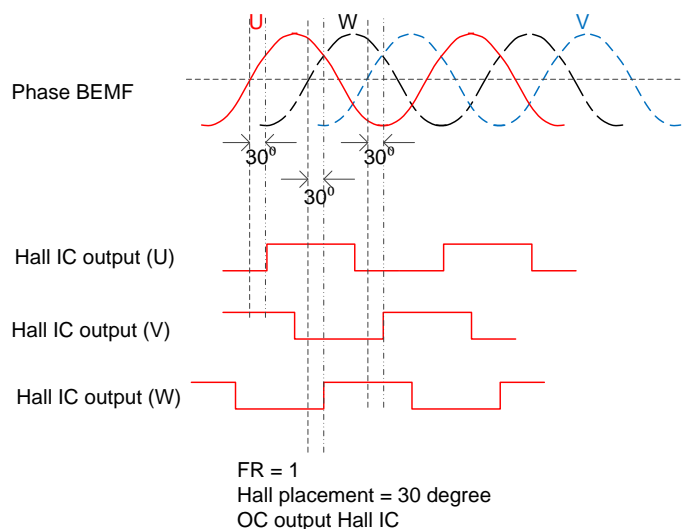 U W V
Phase BEMF
30⁰ 30⁰
30⁰
Hall IC output (U)
Hall IC output (V)
Hall IC output (W)
FR = 1
Hall placement = 30 degree
OC output Hall IC